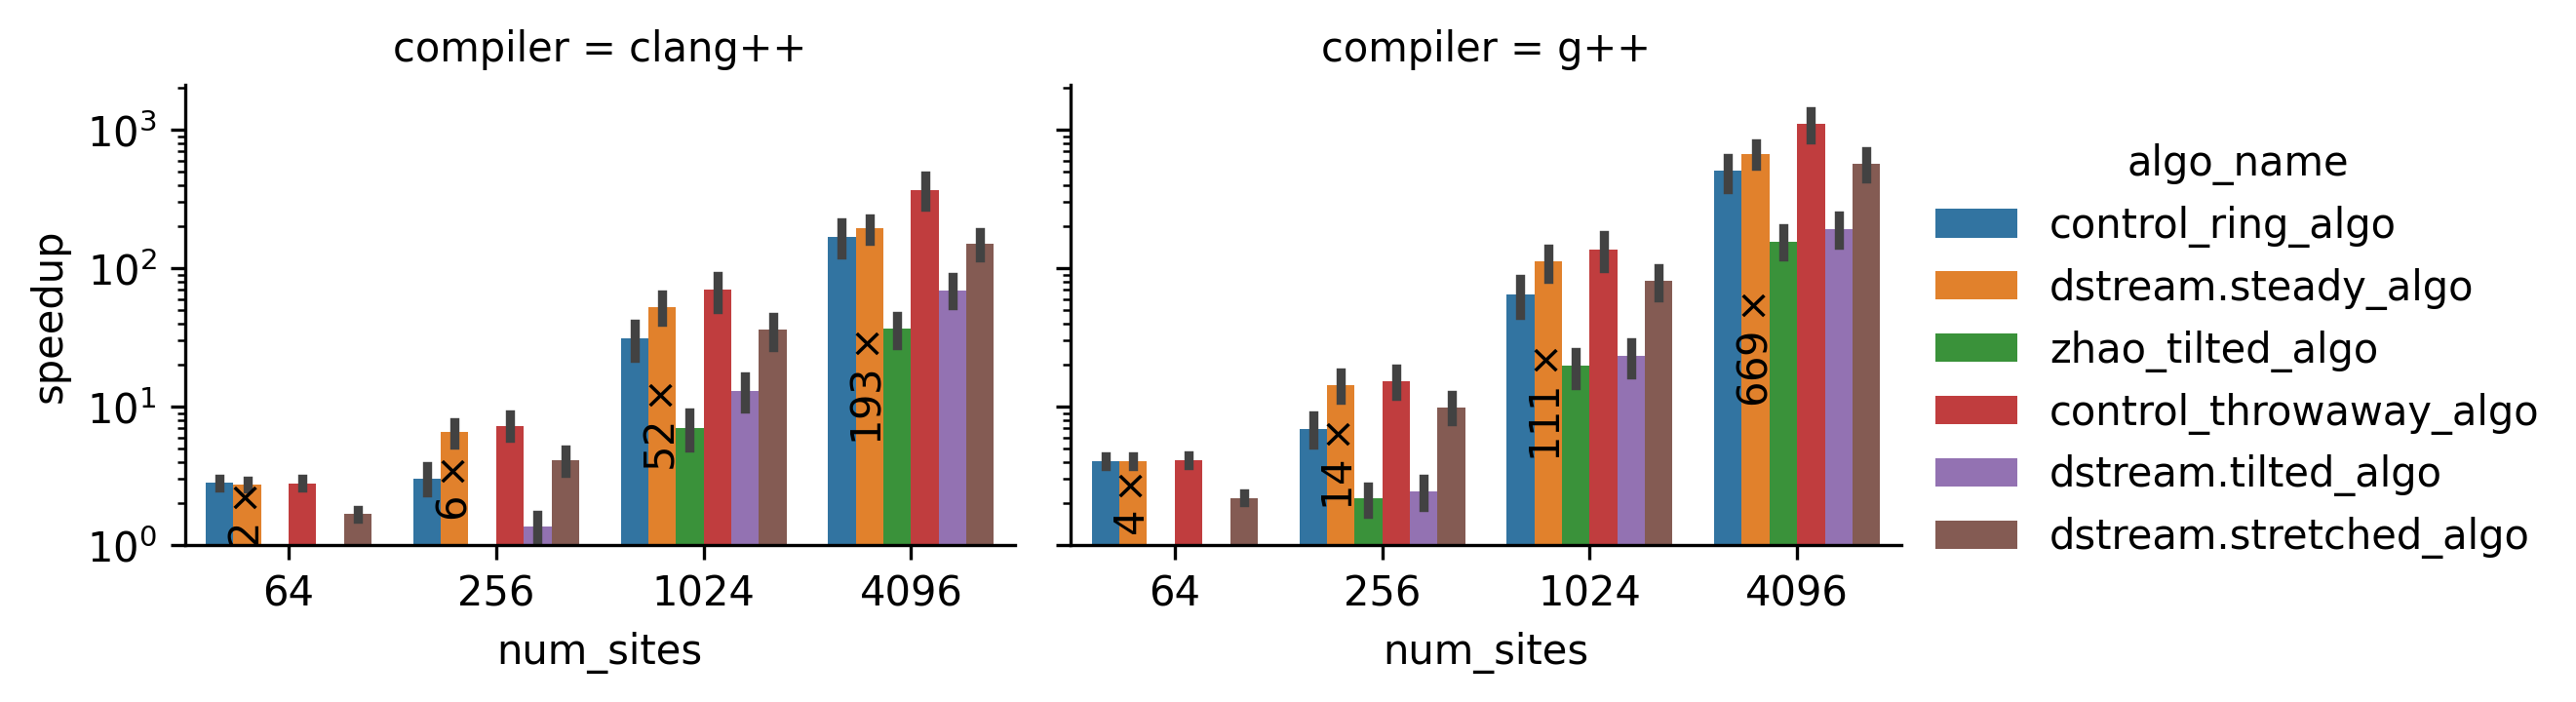 compiler = clang++
compiler = g++
speedup
10³
10²
10¹
10⁰
2×
6×
52×
193×
4×
14×
111×
669×
64
256
1024
4096
64
256
1024
4096
num_sites
num_sites
algo_name
control_ring_algo
dstream.steady_algo
zhao_tilted_algo
control_throwaway_algo
dstream.tilted_algo
dstream.stretched_algo